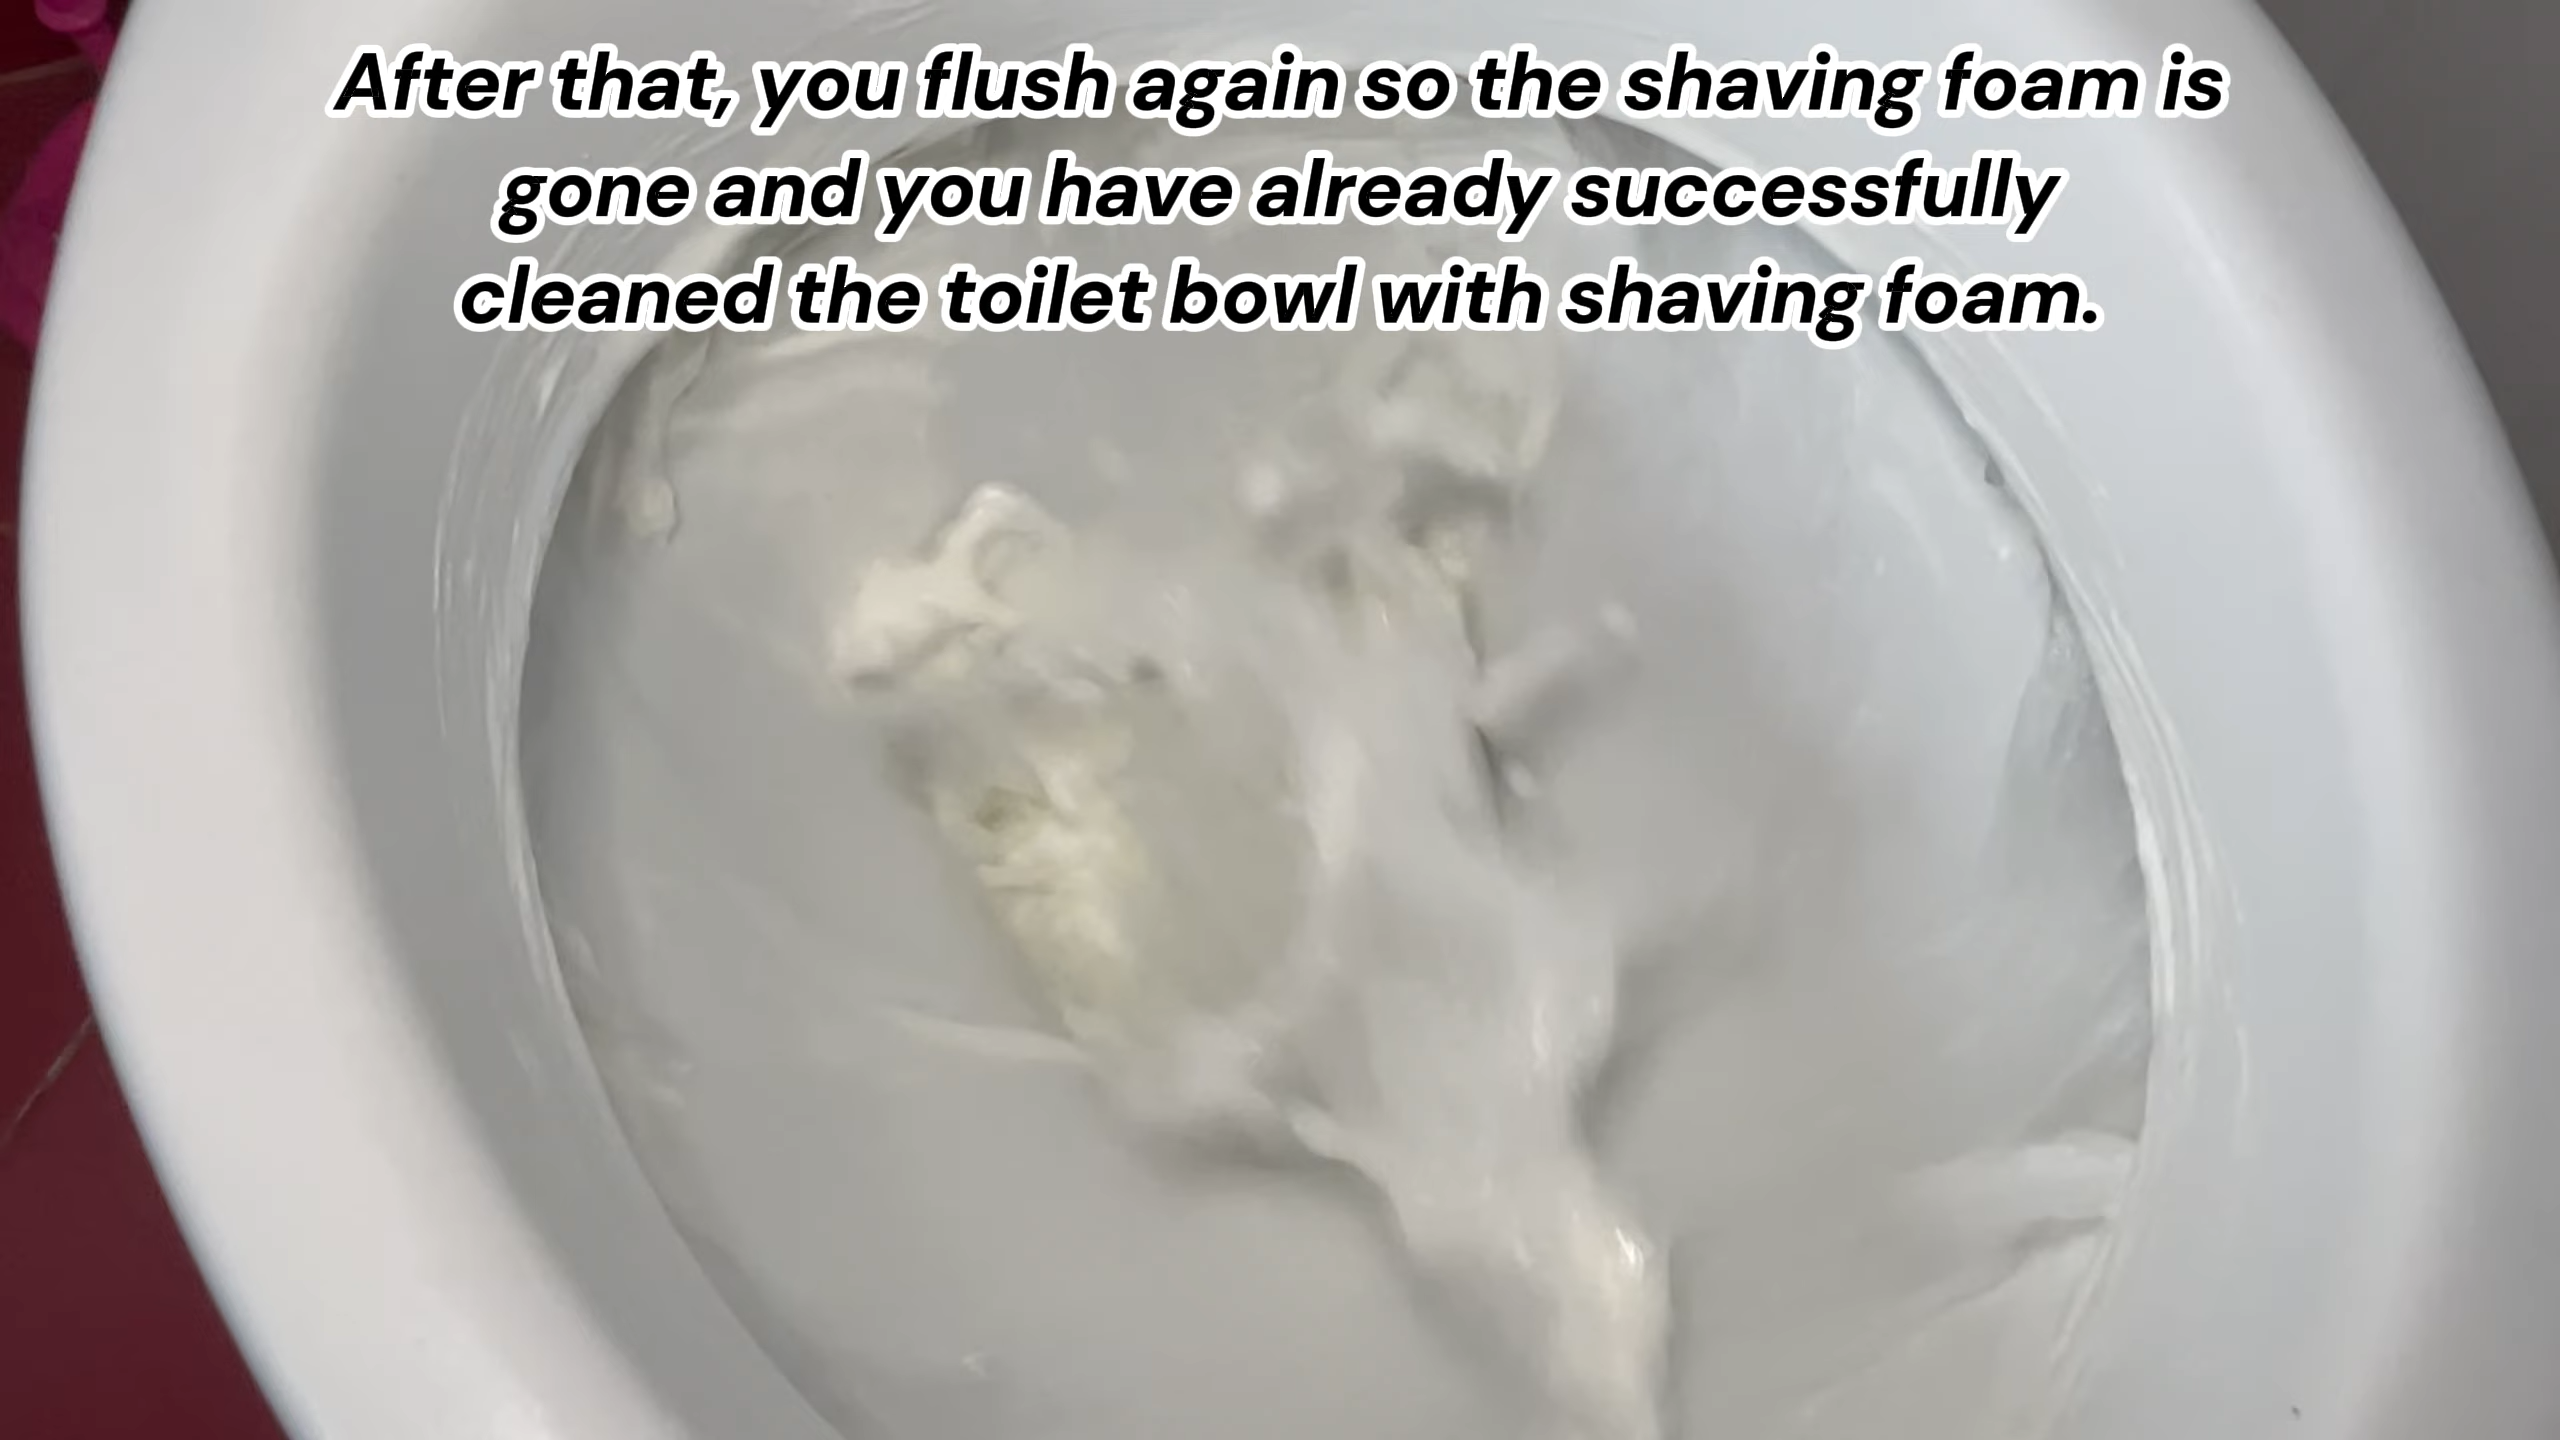 After that, you flush again so the shaving foam is
gone and you have already successfully
cleaned the toilet bowl with shaving foam.